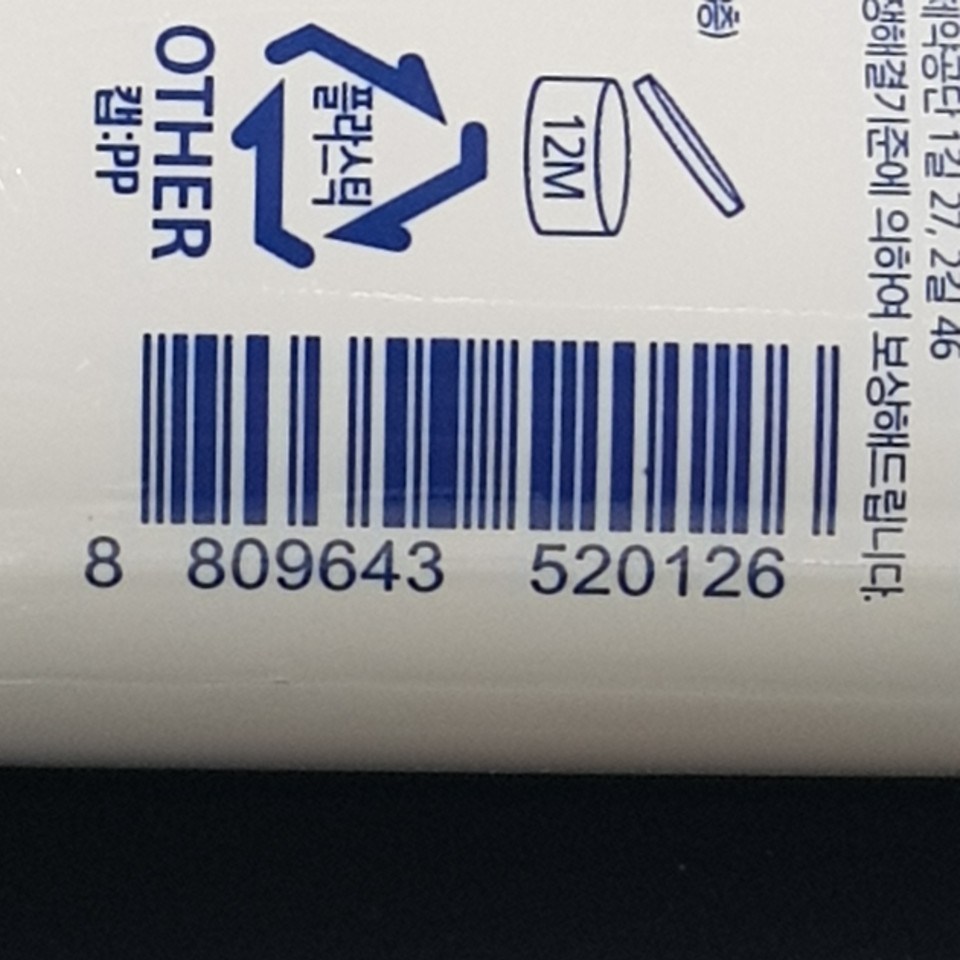 제약공단 1길 27, 2길 46
쟁해결기준에 의하여 보상해드립니다.
12M
플라스틱
OTHER
캡:PP
8 809643 520126